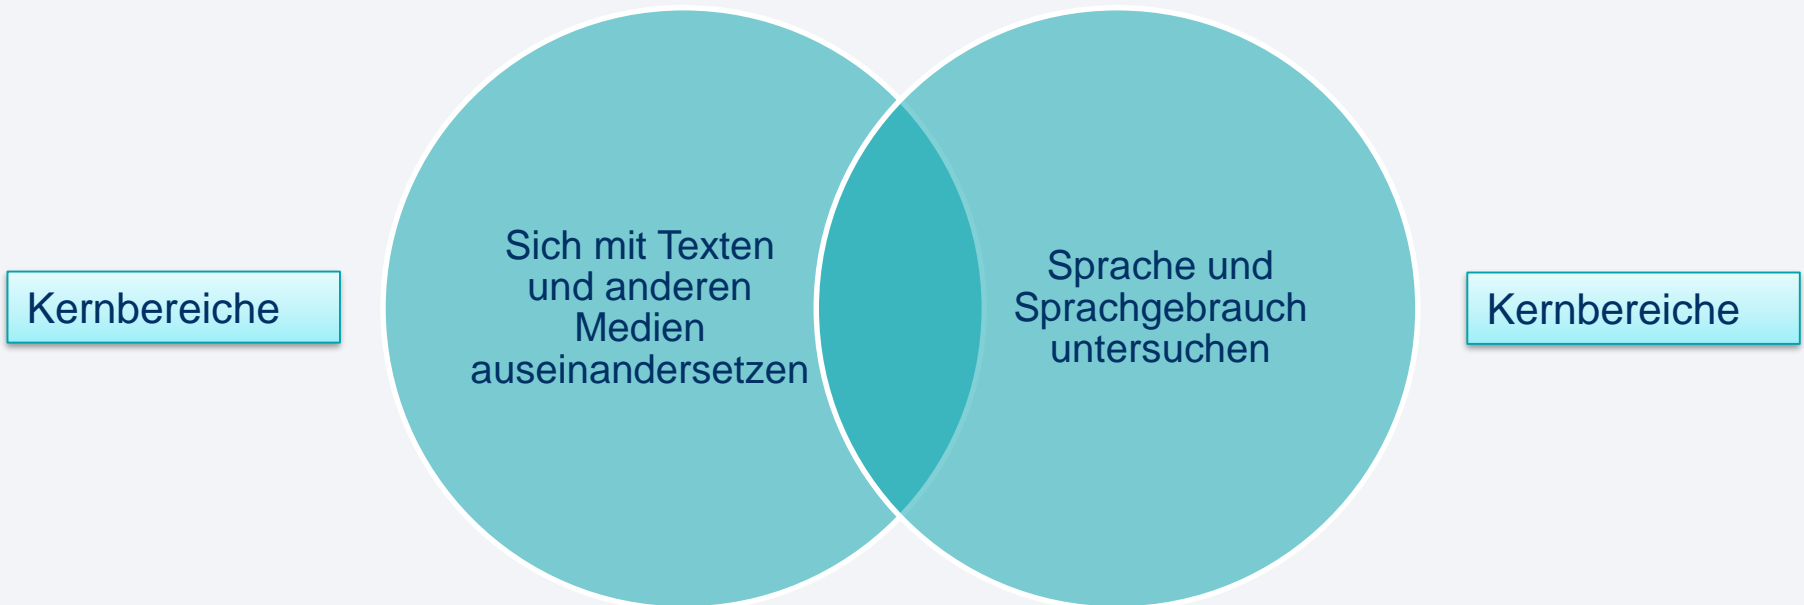 Kernbereiche
Sich mit Texten
und anderen
Medien
auseinandersetzen
Sprache und
Sprachgebrauch
untersuchen
Kernbereiche